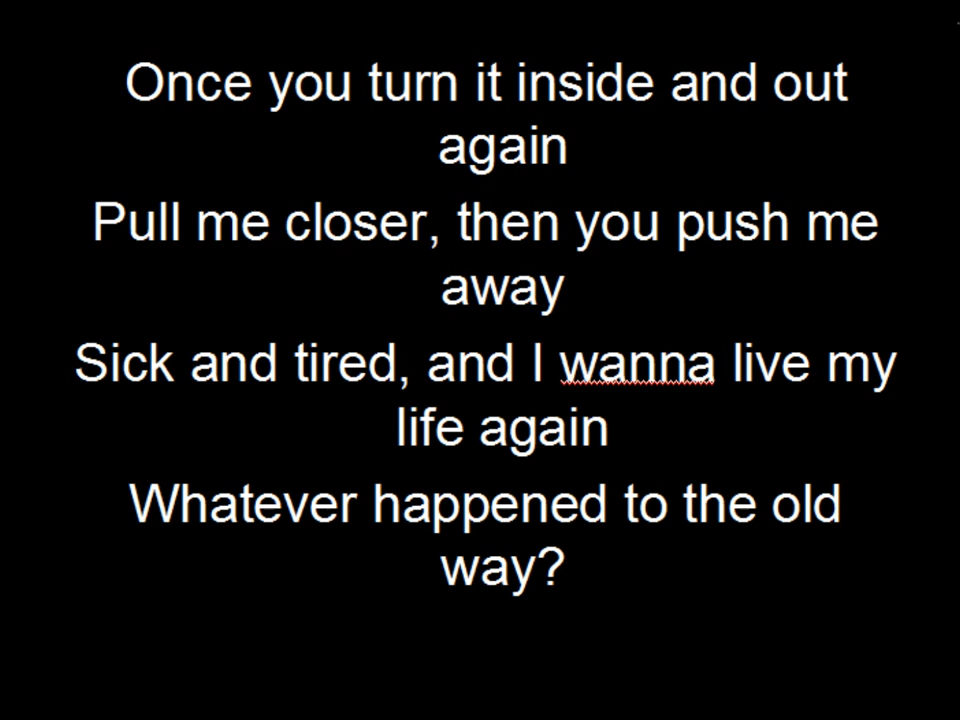 Once you turn it inside and out
again
Pull me closer, then you push me
away
Sick and tired, and I wanna live my
life again
Whatever happened to the old
way?